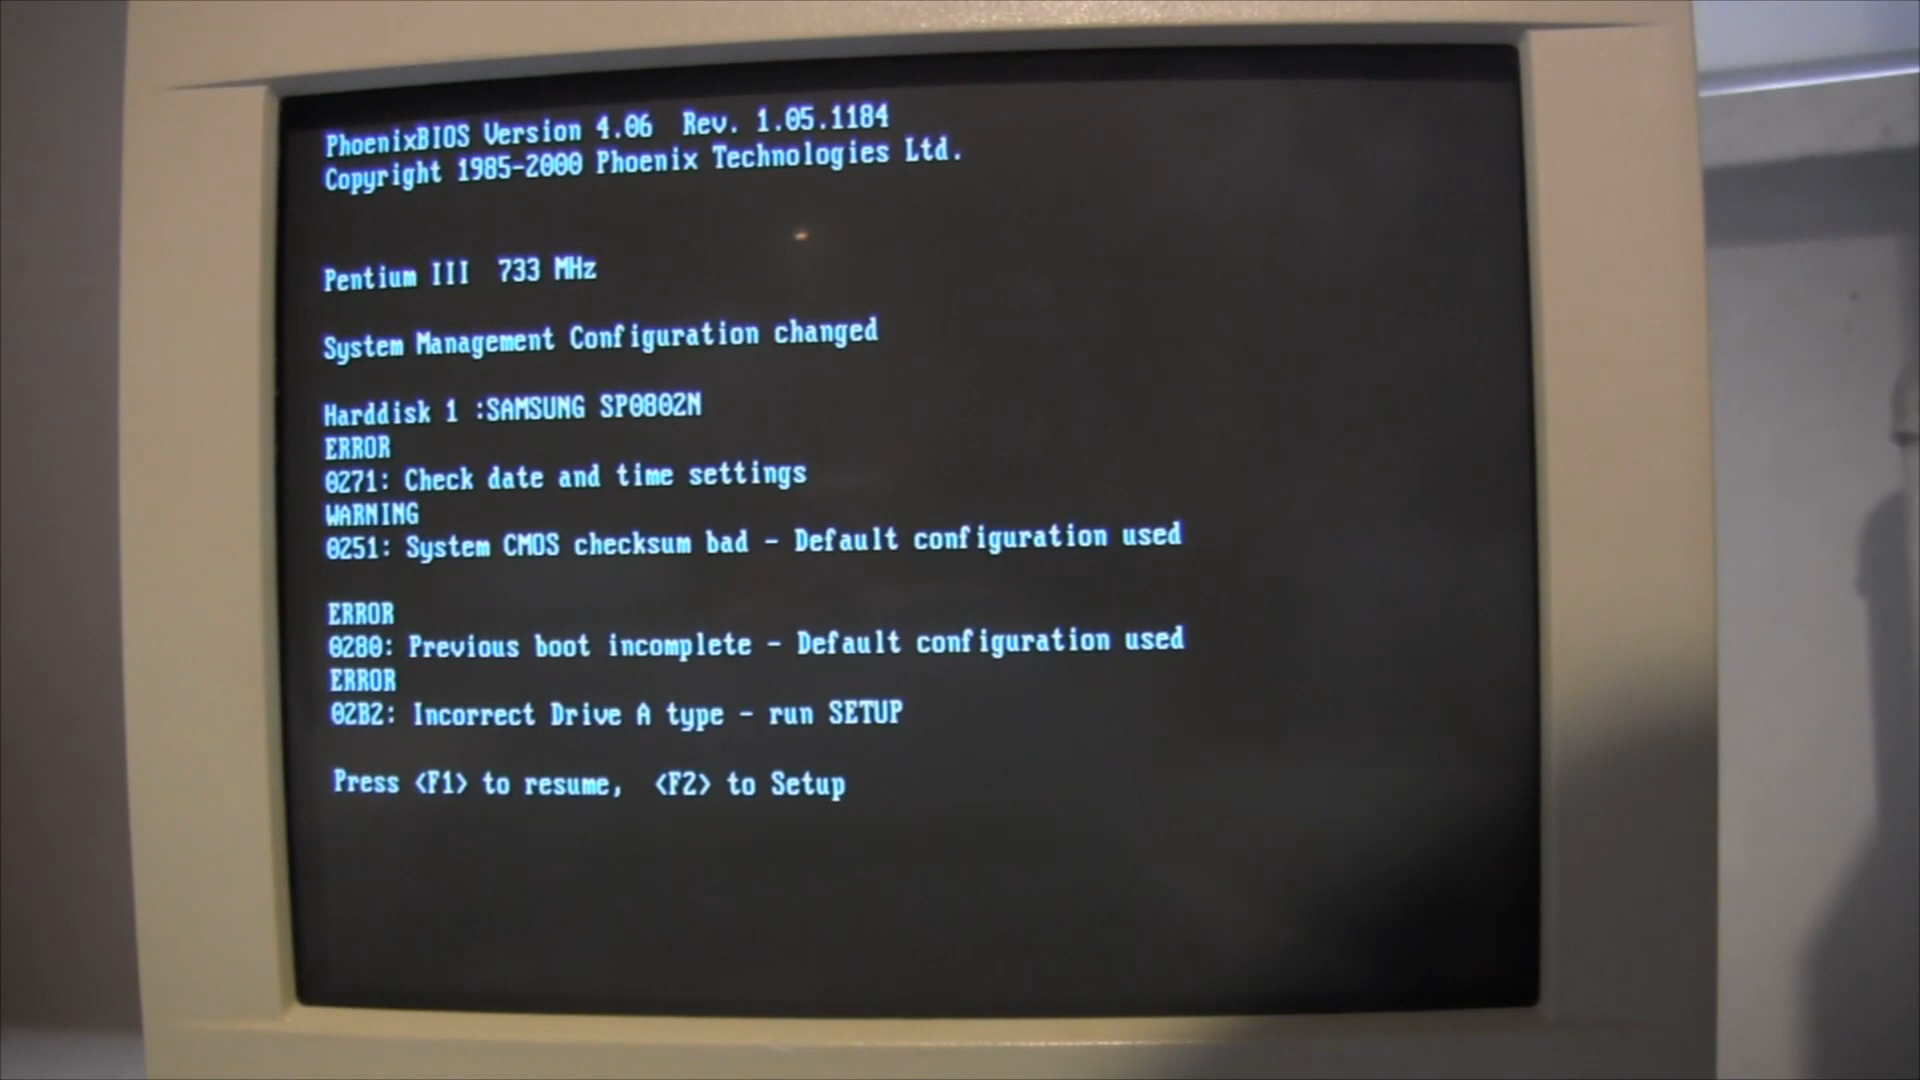 PhoenixBIOS Version 4.06  Rev. 1.05.1184
Copyright 1985-2000 Phoenix Technologies Ltd.
Pentium III  733 MHz
System Management Configuration changed
Harddisk 1 :SAMSUNG SP0802N
ERROR
0271: Check date and time settings
WARNING
0251: System CMOS checksum bad - Default configuration used
ERROR
0280: Previous boot incomplete - Default configuration used
ERROR
02B2: Incorrect Drive A type - run SETUP
Press <F1> to resume,  <F2> to Setup